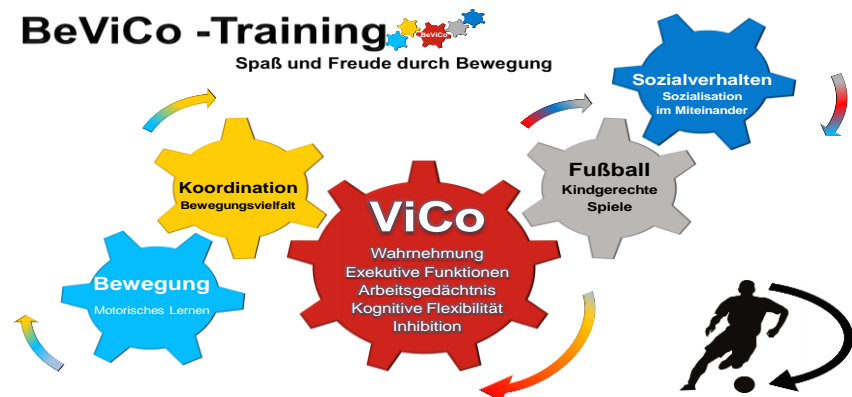 BeViCo -Training
BeViCo
Spaß und Freude durch Bewegung
Sozialverhalten
Sozialisation
im Miteinander
Fußball
Kindgerechte
Spiele
Koordination
Bewegungsvielfalt
ViCo
Wahrnehmung
Exekutive Funktionen
Arbeitsgedächtnis
Kognitive Flexibilität
Inhibition
Bewegung
Motorisches Lernen